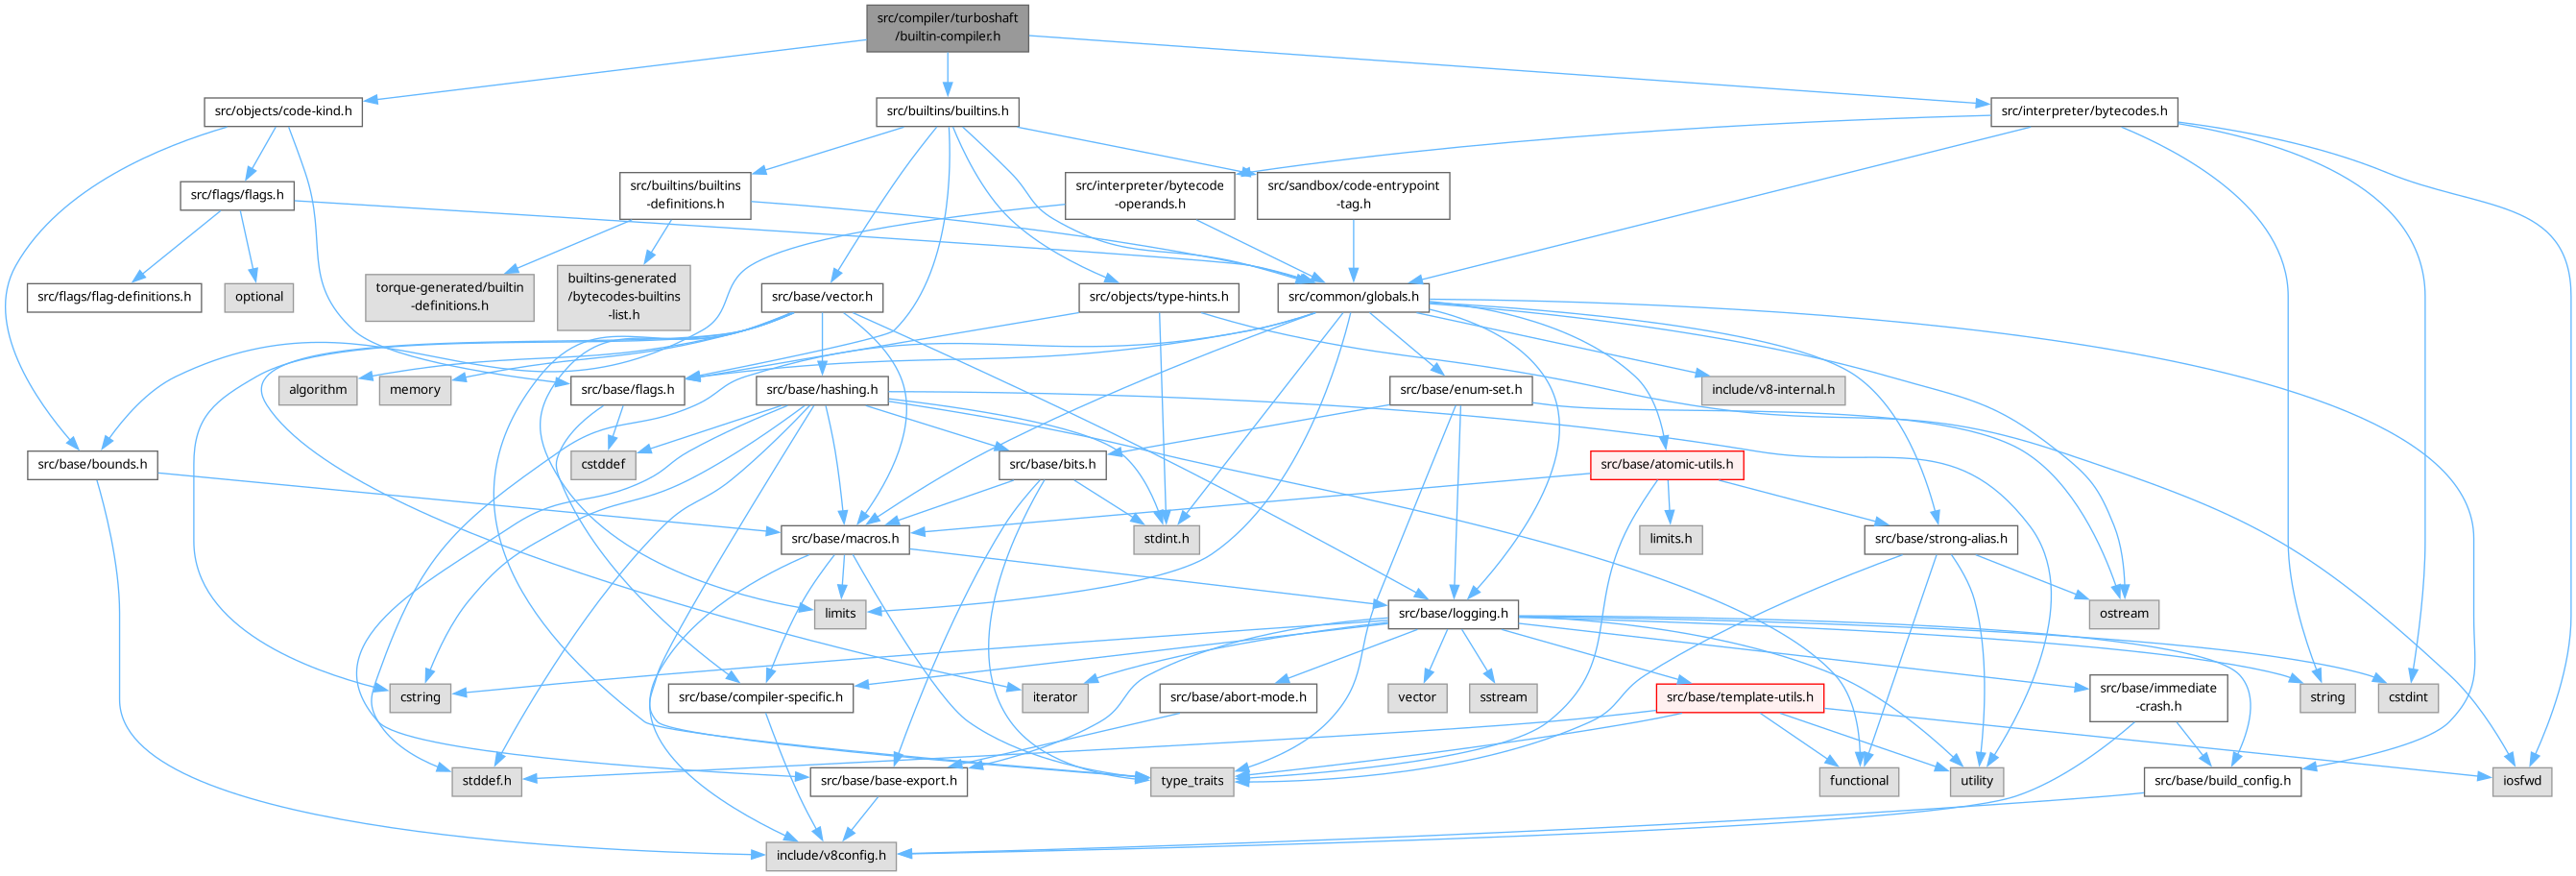 src/compiler/turboshaft
/builtin-compiler.h
src/objects/code-kind.h
src/builtins/builtins.h
src/interpreter/bytecodes.h
src/flags/flags.h
src/builtins/builtins
-definitions.h
src/interpreter/bytecode
-operands.h
src/sandbox/code-entrypoint
-tag.h
src/flags/flag-definitions.h
optional
torque-generated/builtin
-definitions.h
builtins-generated
/bytecodes-builtins
-list.h
src/base/vector.h
src/objects/type-hints.h
src/common/globals.h
algorithm
memory
src/base/flags.h
src/base/hashing.h
src/base/enum-set.h
include/v8-internal.h
src/base/bounds.h
cstddef
src/base/bits.h
src/base/atomic-utils.h
src/base/macros.h
stdint.h
limits.h
src/base/strong-alias.h
limits
src/base/logging.h
ostream
cstring
src/base/compiler-specific.h
iterator
src/base/abort-mode.h
vector
sstream
src/base/template-utils.h
src/base/immediate
-crash.h
string
cstdint
stddef.h
src/base/base-export.h
type_traits
functional
utility
src/base/build_config.h
iosfwd
include/v8config.h